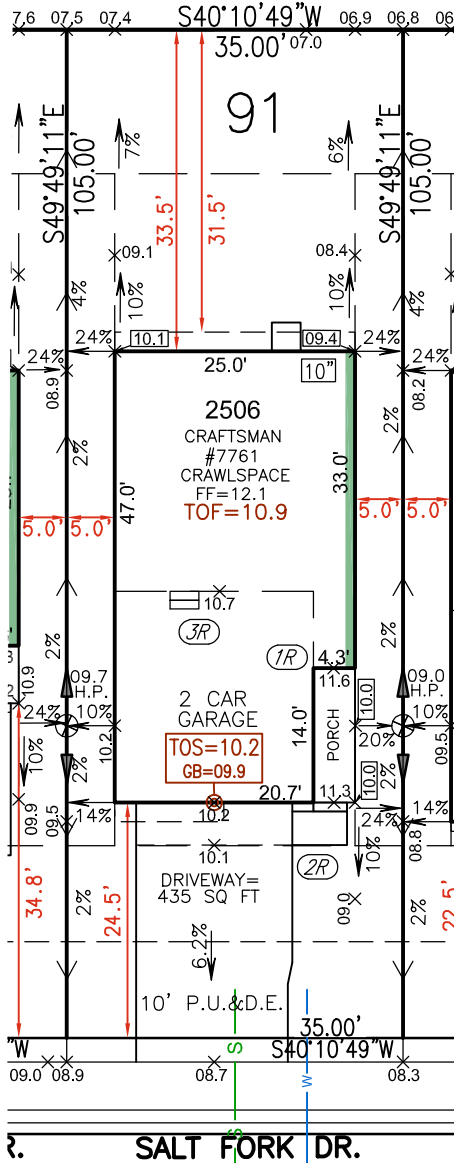 S40°10'49"W
7.6 07.5 07.4 06.9 06.8 06
35.00' 07.0
91
S49°49'11"E
105.00'
S49°49'11"E
105.00'
7%
6%
33.5'
31.5'
09.1
08.4
4%
10%
10%
4%
24%
10.1
09.4
24%
24%
25.0'
10"
08.9
08.2
2506
CRAFTSMAN
#7761
CRAWLSPACE
FF=12.1
TOF=10.9
2%
2%
47.0'
33.0'
5.0' 5.0'
5.0' 5.0'
10.7
3R
1R
2%
2%
4.3'
11.6
10.9
09.7
H.P.
09.0
H.P.
10.0
2 CAR
GARAGE
14.0'
PORCH
24%
10%
10.2
20%
10%
09.5
TOS=10.2
GB=09.9
10%
2%
10.0
2%
20.7'
11.3
10.2
09.9
09.5
14%
24%
14%
08.8
10.1
2R
10%
DRIVEWAY=
435 SQ FT
34.8'
2%
24.5'
09.0
2%
22.5'
6.2%
10' P.U.&D.E.
35.00'
"W
S
S40°10'49"W
W
09.0 08.9 08.7 08.3
S
R.
SALT FORK DR.